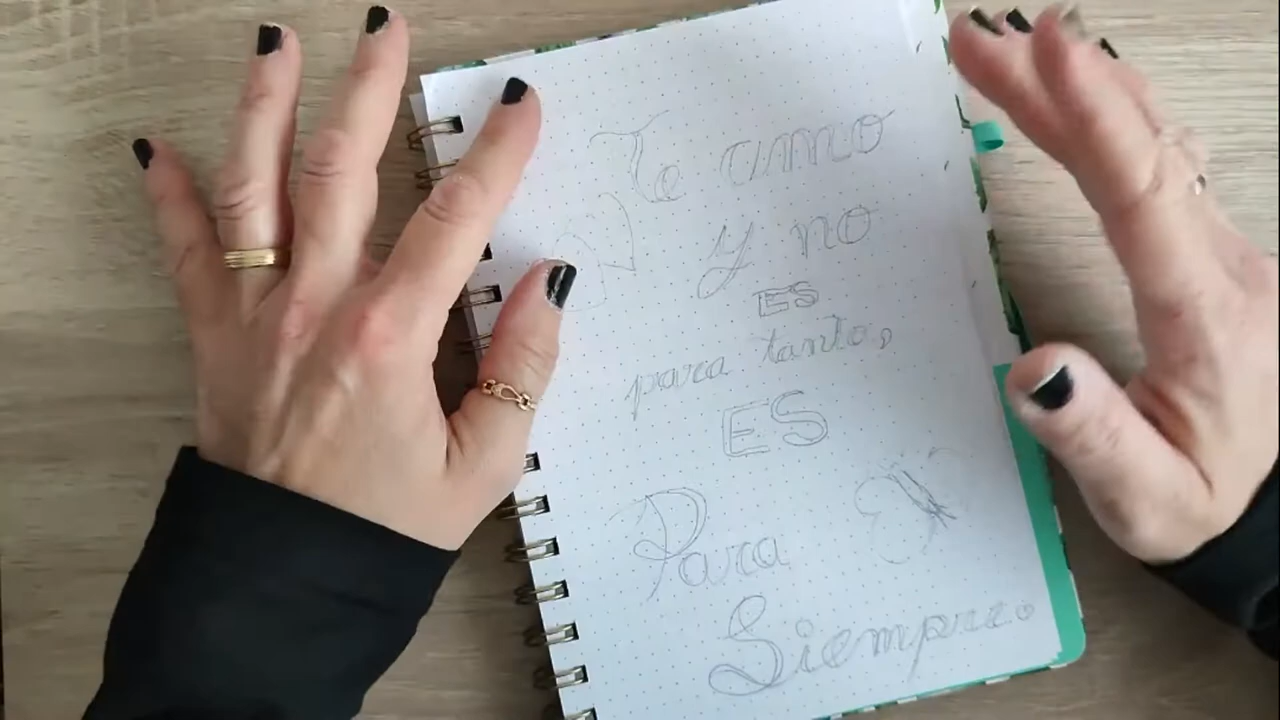 Te amo
y no
ES
para tanto,
ES
Para
Siempre.